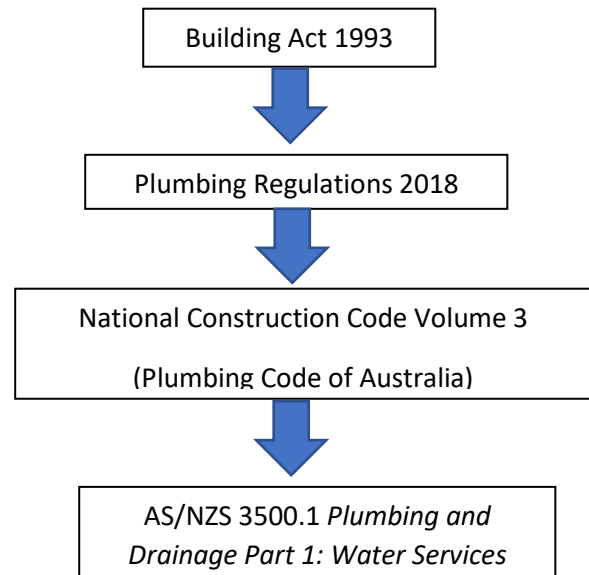 Building Act 1993
Plumbing Regulations 2018
National Construction Code Volume 3
(Plumbing Code of Australia)
AS/NZS 3500.1 Plumbing and
Drainage Part 1: Water Services